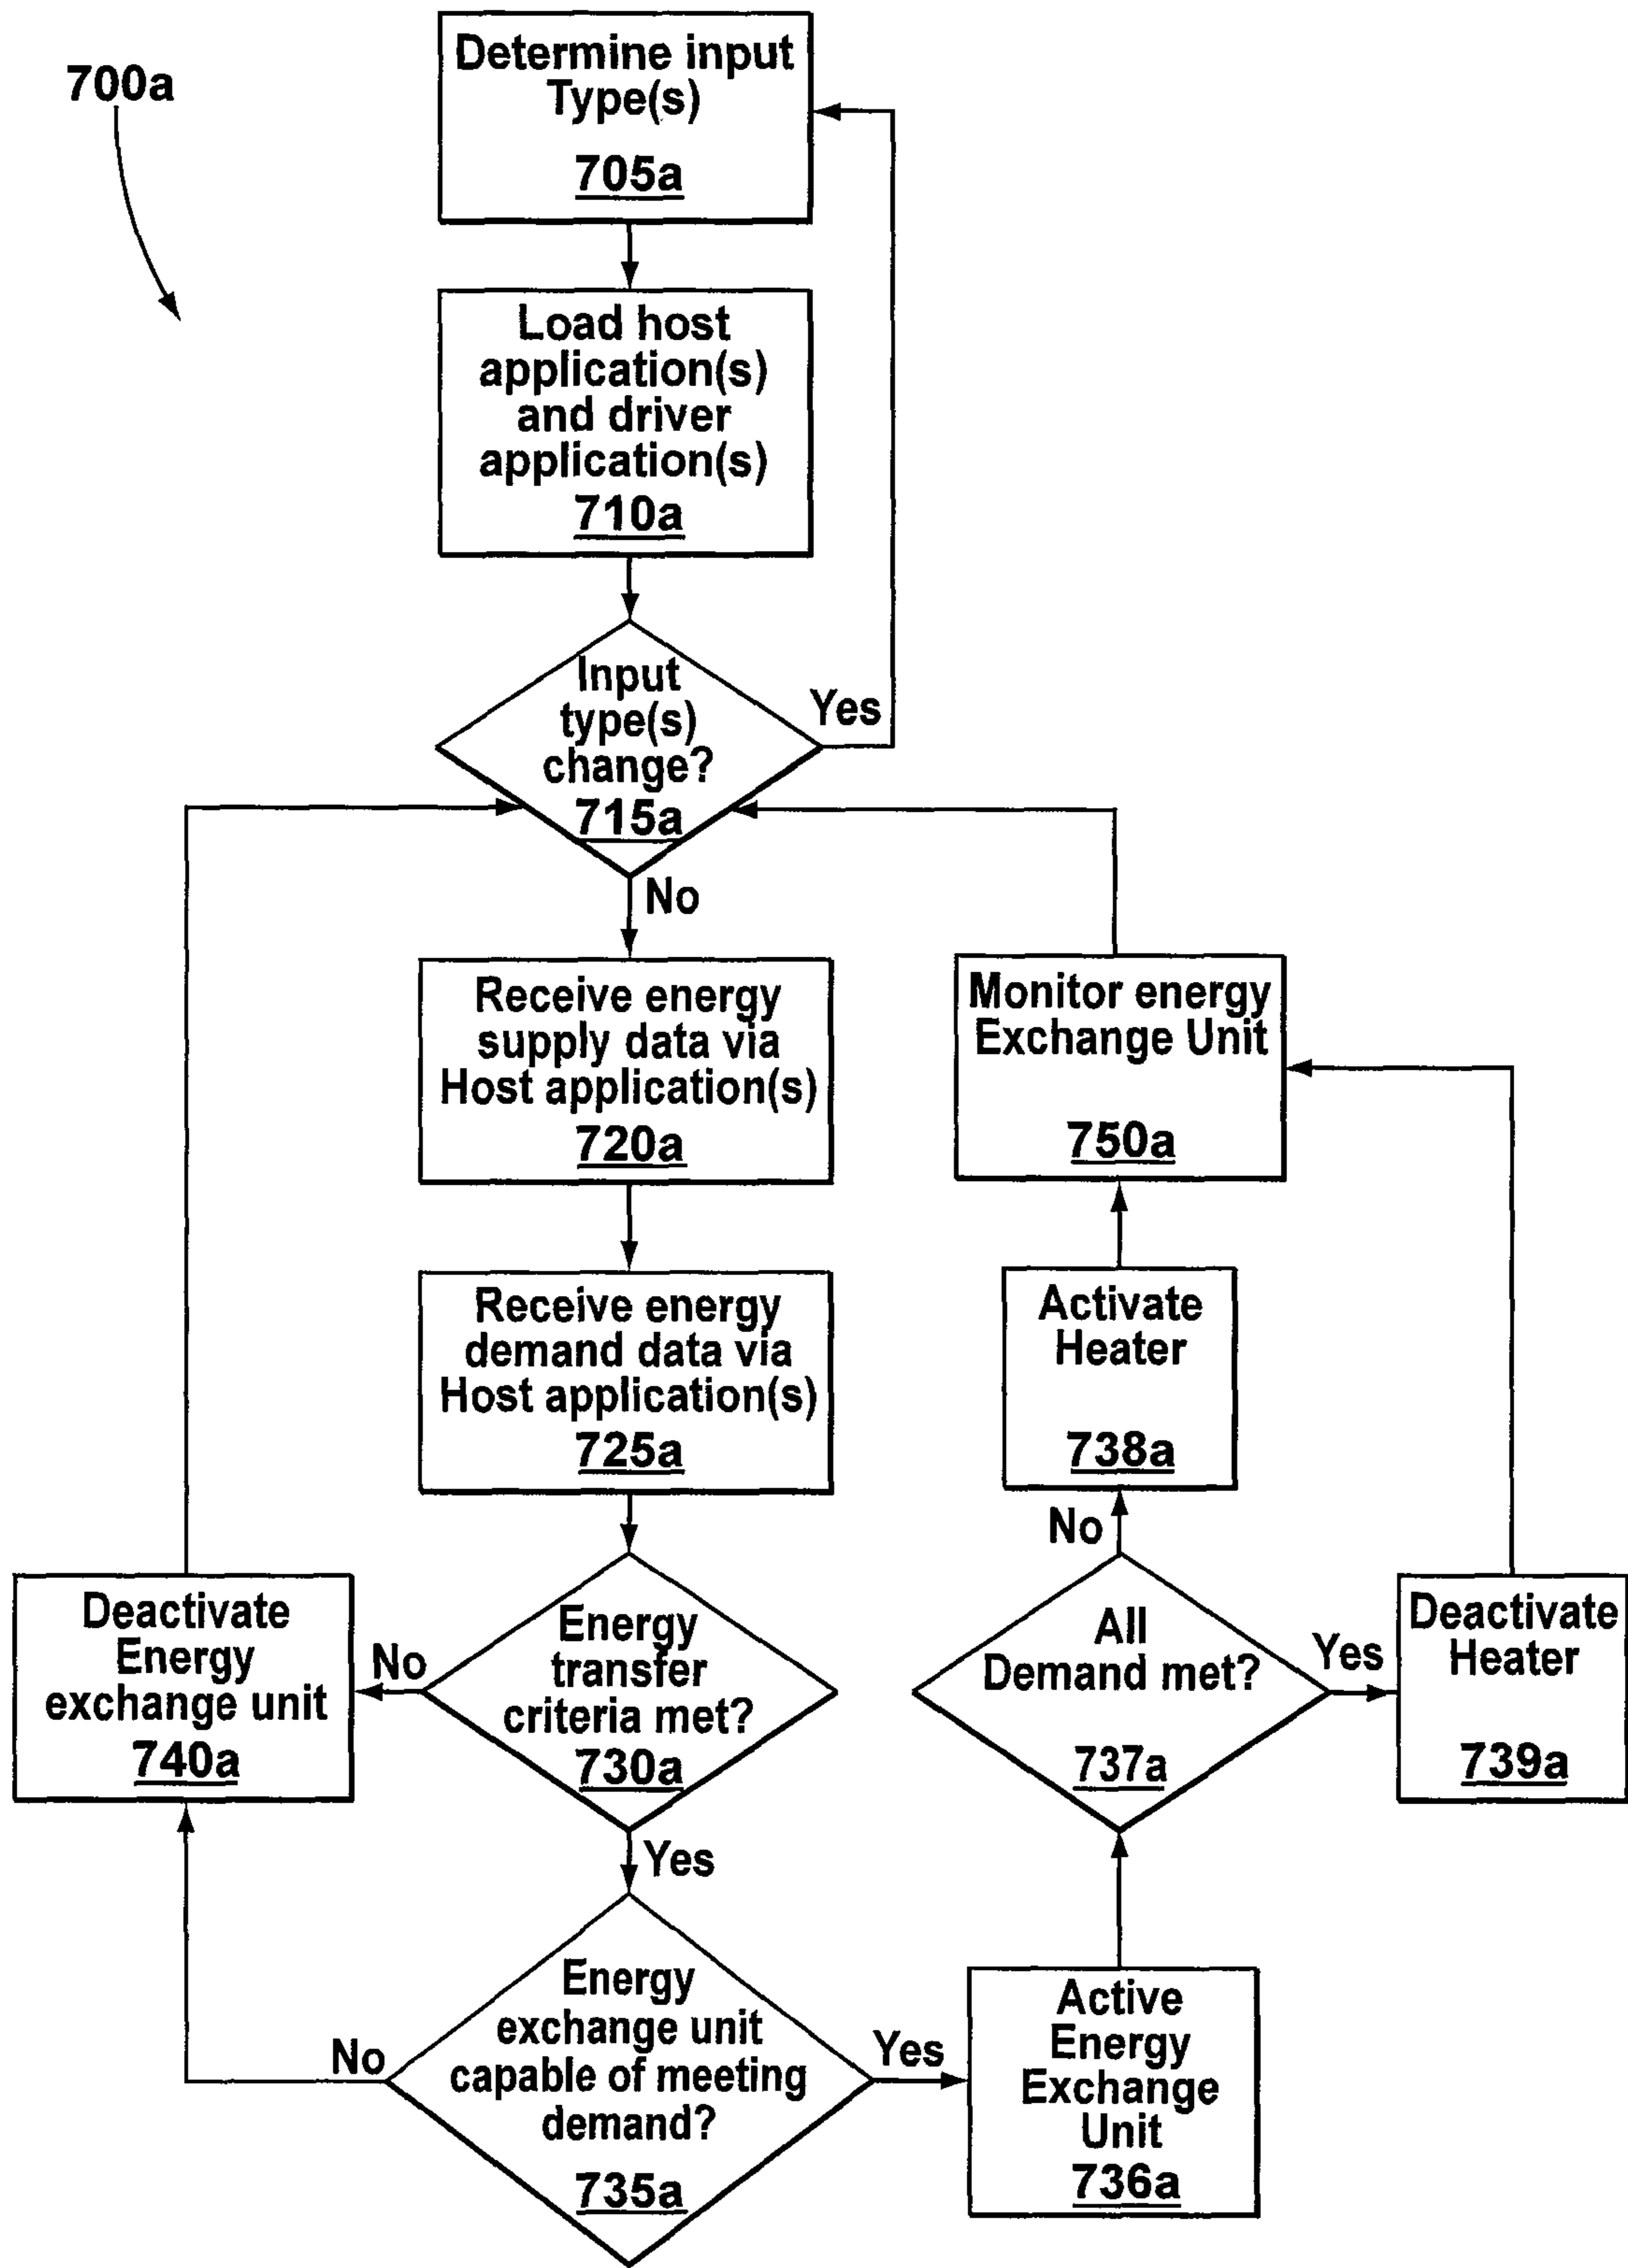 700a
Determine input
Type(s)
705a
Load host
application(s)
and driver
application(s)
710a
Input
type(s)
change?
715a
Yes
No
Receive energy
supply data via
Host application(s)
720a
Monitor energy
Exchange Unit
750a
Receive energy
demand data via
Host application(s)
725a
Activate
Heater
738a
No
Deactivate
Energy
exchange unit
740a
No
Energy
transfer
criteria met?
730a
All
Demand met?
737a
Yes
Deactivate
Heater
739a
Yes
No
Energy
exchange unit
capable of meeting
demand?
735a
Yes
Active
Energy
Exchange
Unit
736a